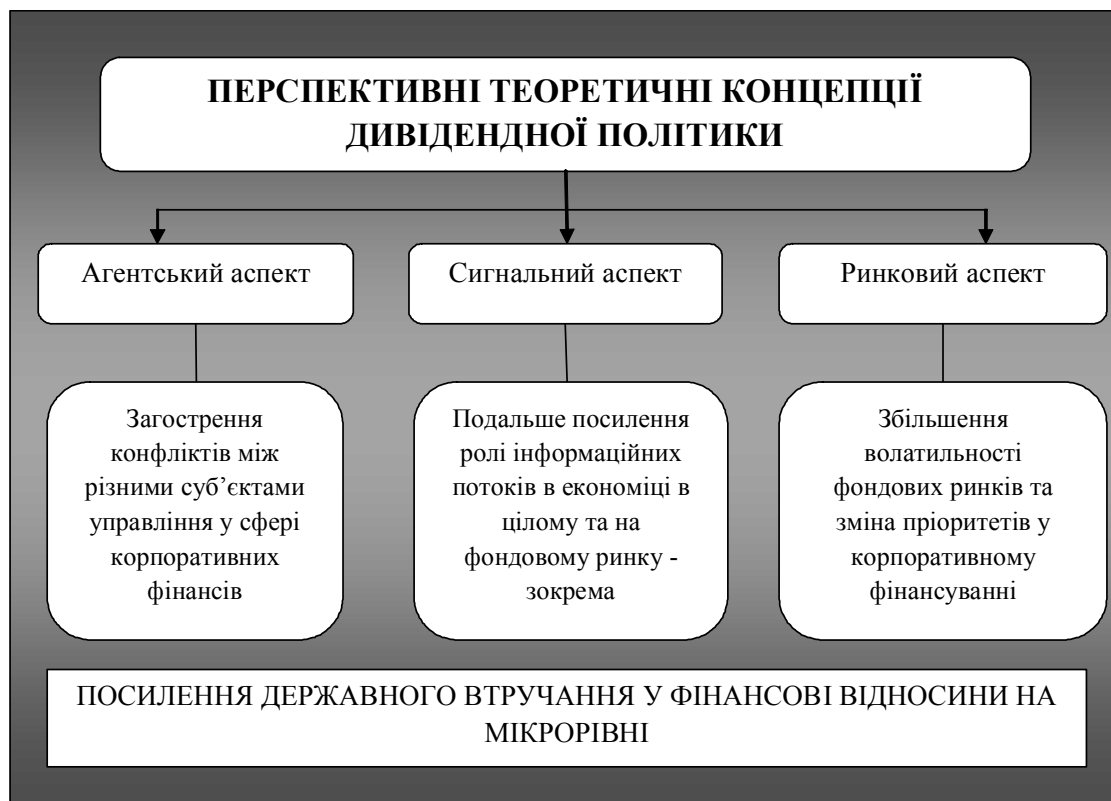 ПЕРСПЕКТИВНІ ТЕОРЕТИЧНІ КОНЦЕПЦІЇ
ДИВІДЕНДНОЇ ПОЛІТИКИ
Агентський аспект
Сигнальний аспект
Ринковий аспект
Загострення
конфліктів між
різними суб’єктами
управління у сфері
корпоративних
фінансів
Подальше посилення
ролі інформаційних
потоків в економіці в
цілому та на
фондовому ринку -
зокрема
Збільшення
волатильності
фондових ринків та
зміна пріоритетів у
корпоративному
фінансуванні
ПОСИЛЕННЯ ДЕРЖАВНОГО ВТРУЧАННЯ У ФІНАНСОВІ ВІДНОСИНИ НА
МІКРОРІВНІ